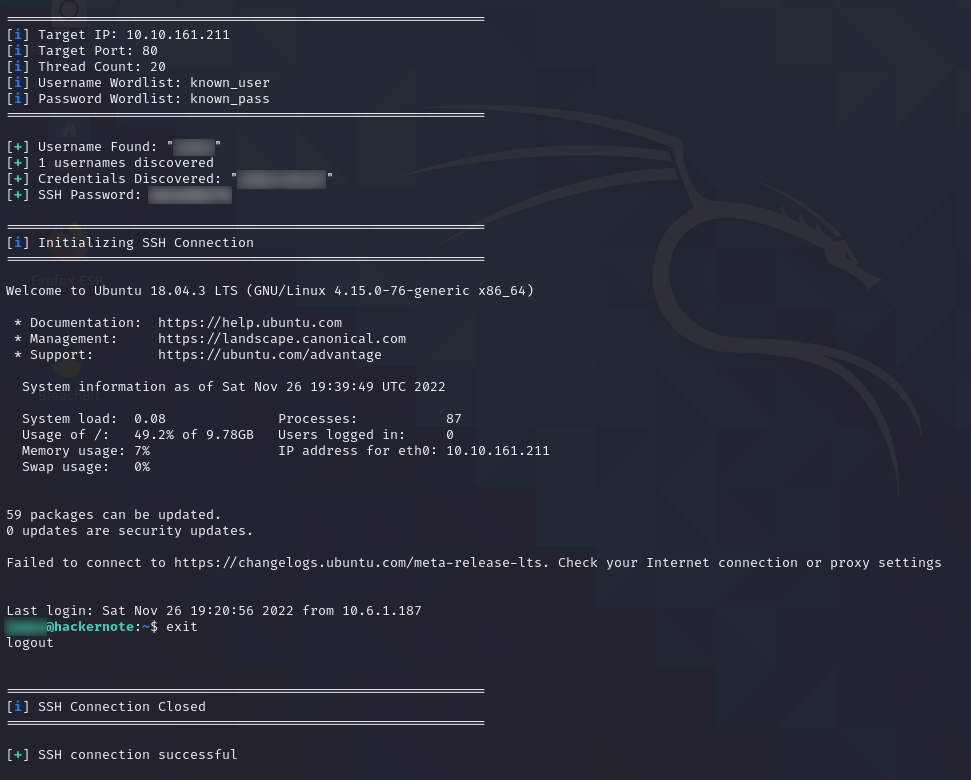 [i] Target IP: 10.10.161.211
[i] Target Port: 80
[i] Thread Count: 20
[i] Username Wordlist: known_user
[i] Password Wordlist: known_pass
[+] Username Found: " "
[+] 1 usernames discovered
[+] Credentials Discovered: " "
[+] SSH Password:
[i] Initializing SSH Connection
Firefox ESR
Welcome to Ubuntu 18.04.3 LTS (GNU/Linux 4.15.0-76-generic x86_64)
* Documentation: https://help.ubuntu.com
* Management: https://landscape.canonical.com
* Support: https://ubuntu.com/advantage
System information as of Sat Nov 26 19:39:49 UTC 2022
BleachBit
System load: 0.08 Processes: 87
Usage of /: 49.2% of 9.78GB Users logged in: 0
Memory usage: 7% IP address for eth0: 10.10.161.211
Swap usage: 0%
59 packages can be updated.
0 updates are security updates.
Failed to connect to https://changelogs.ubuntu.com/meta-release-lts. Check your Internet connection or proxy settings
Last login: Sat Nov 26 19:20:56 2022 from 10.6.1.187
@hackernote:~$ exit
logout
[i] SSH Connection Closed
[+] SSH connection successful